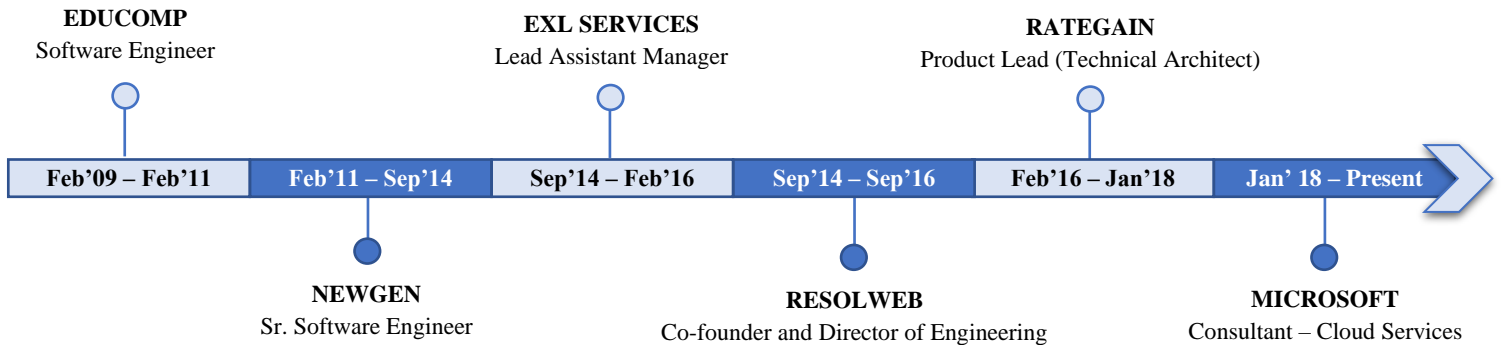 EDUCOMP
Software Engineer
EXL SERVICES
Lead Assistant Manager
RATEGAIN
Product Lead (Technical Architect)
Feb’09 – Feb’11
Feb’11 – Sep’14
Sep’14 – Feb’16
Sep’14 – Sep’16
Feb’16 – Jan’18
Jan’ 18 – Present
NEWGEN
Sr. Software Engineer
RESOLWEB
Co-founder and Director of Engineering
MICROSOFT
Consultant – Cloud Services